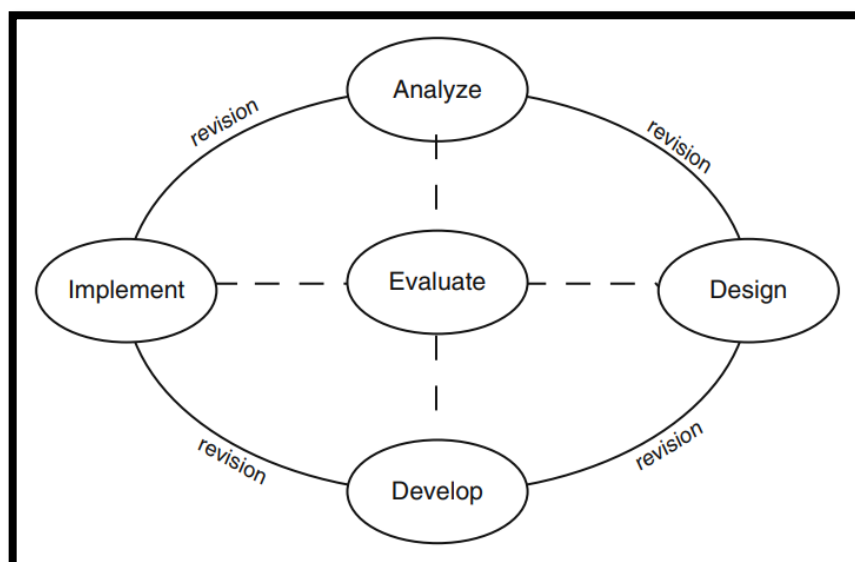 Analyze
revision
revision
Implement
Evaluate
Design
revision
revision
Develop